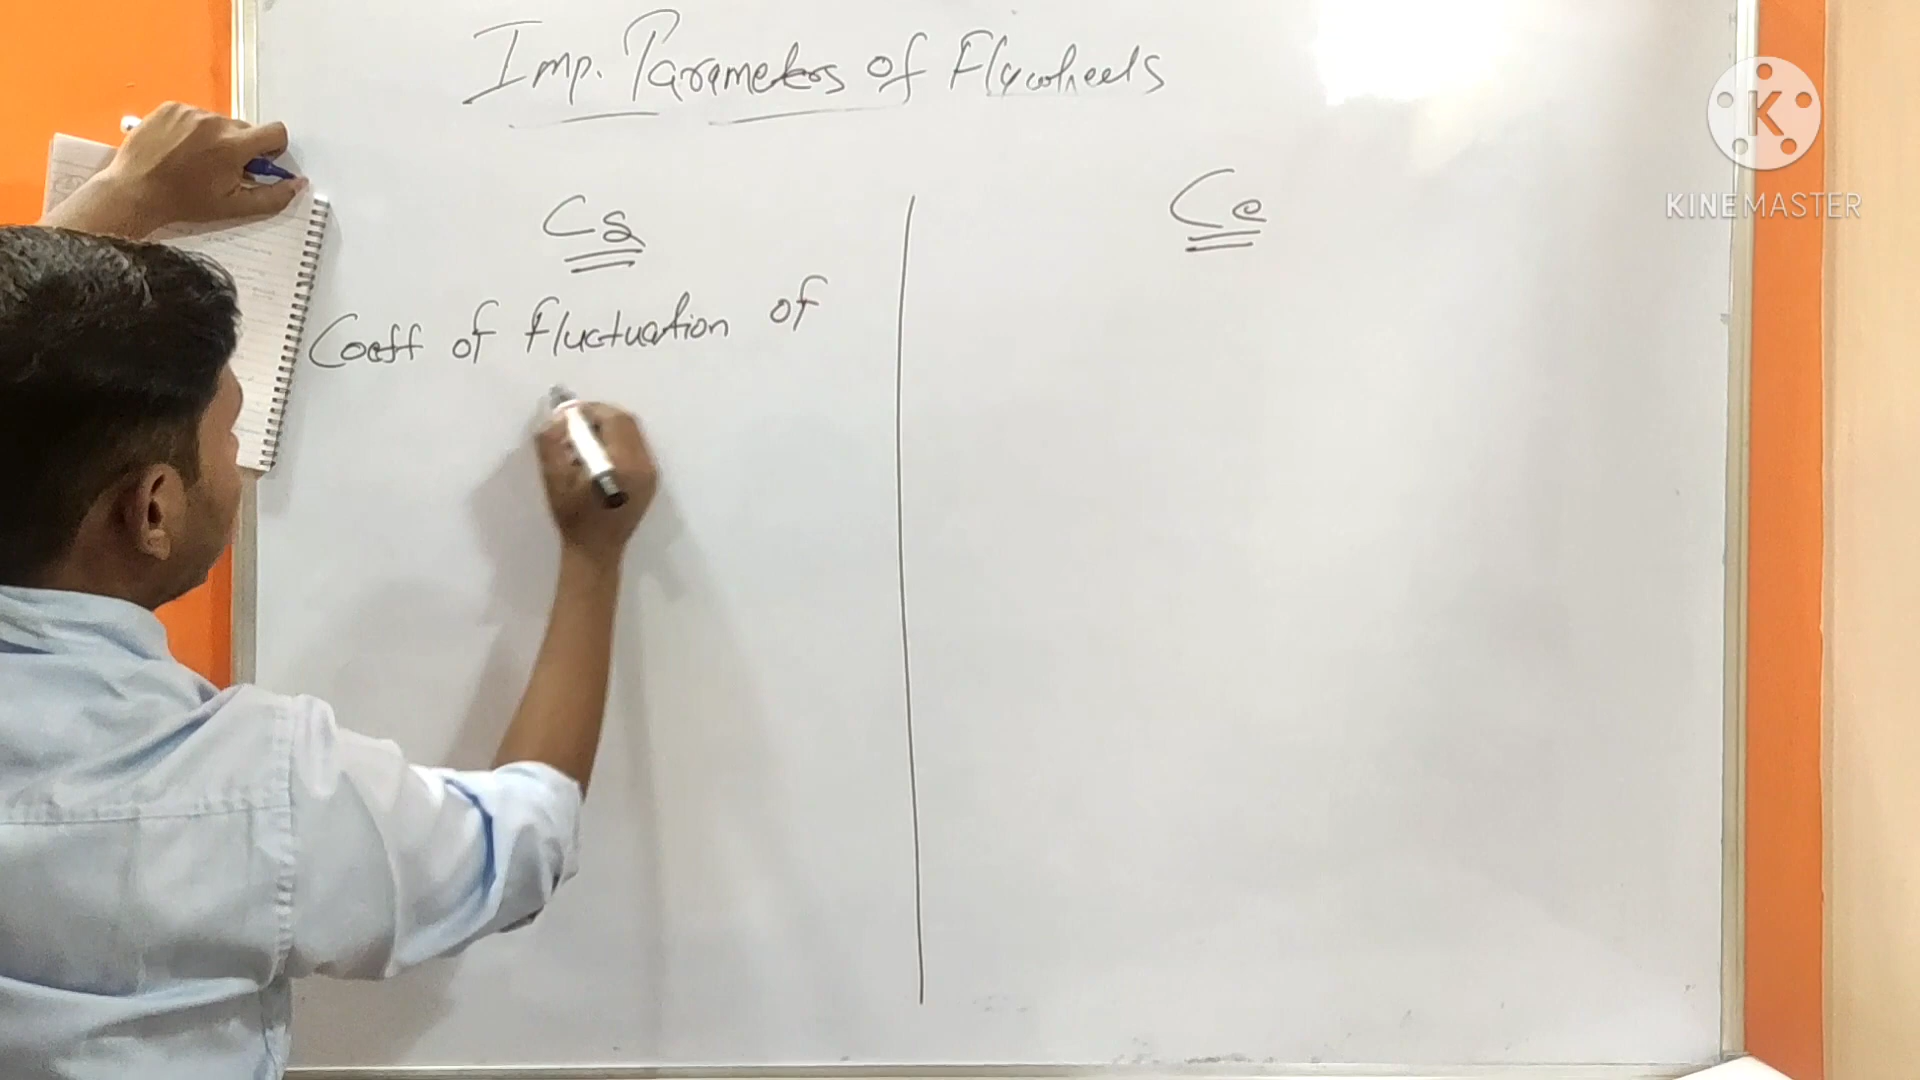 Imp. Parameters of Flywheels
Cs
Coeff of fluctuation of
Ce
K
KINEMASTER